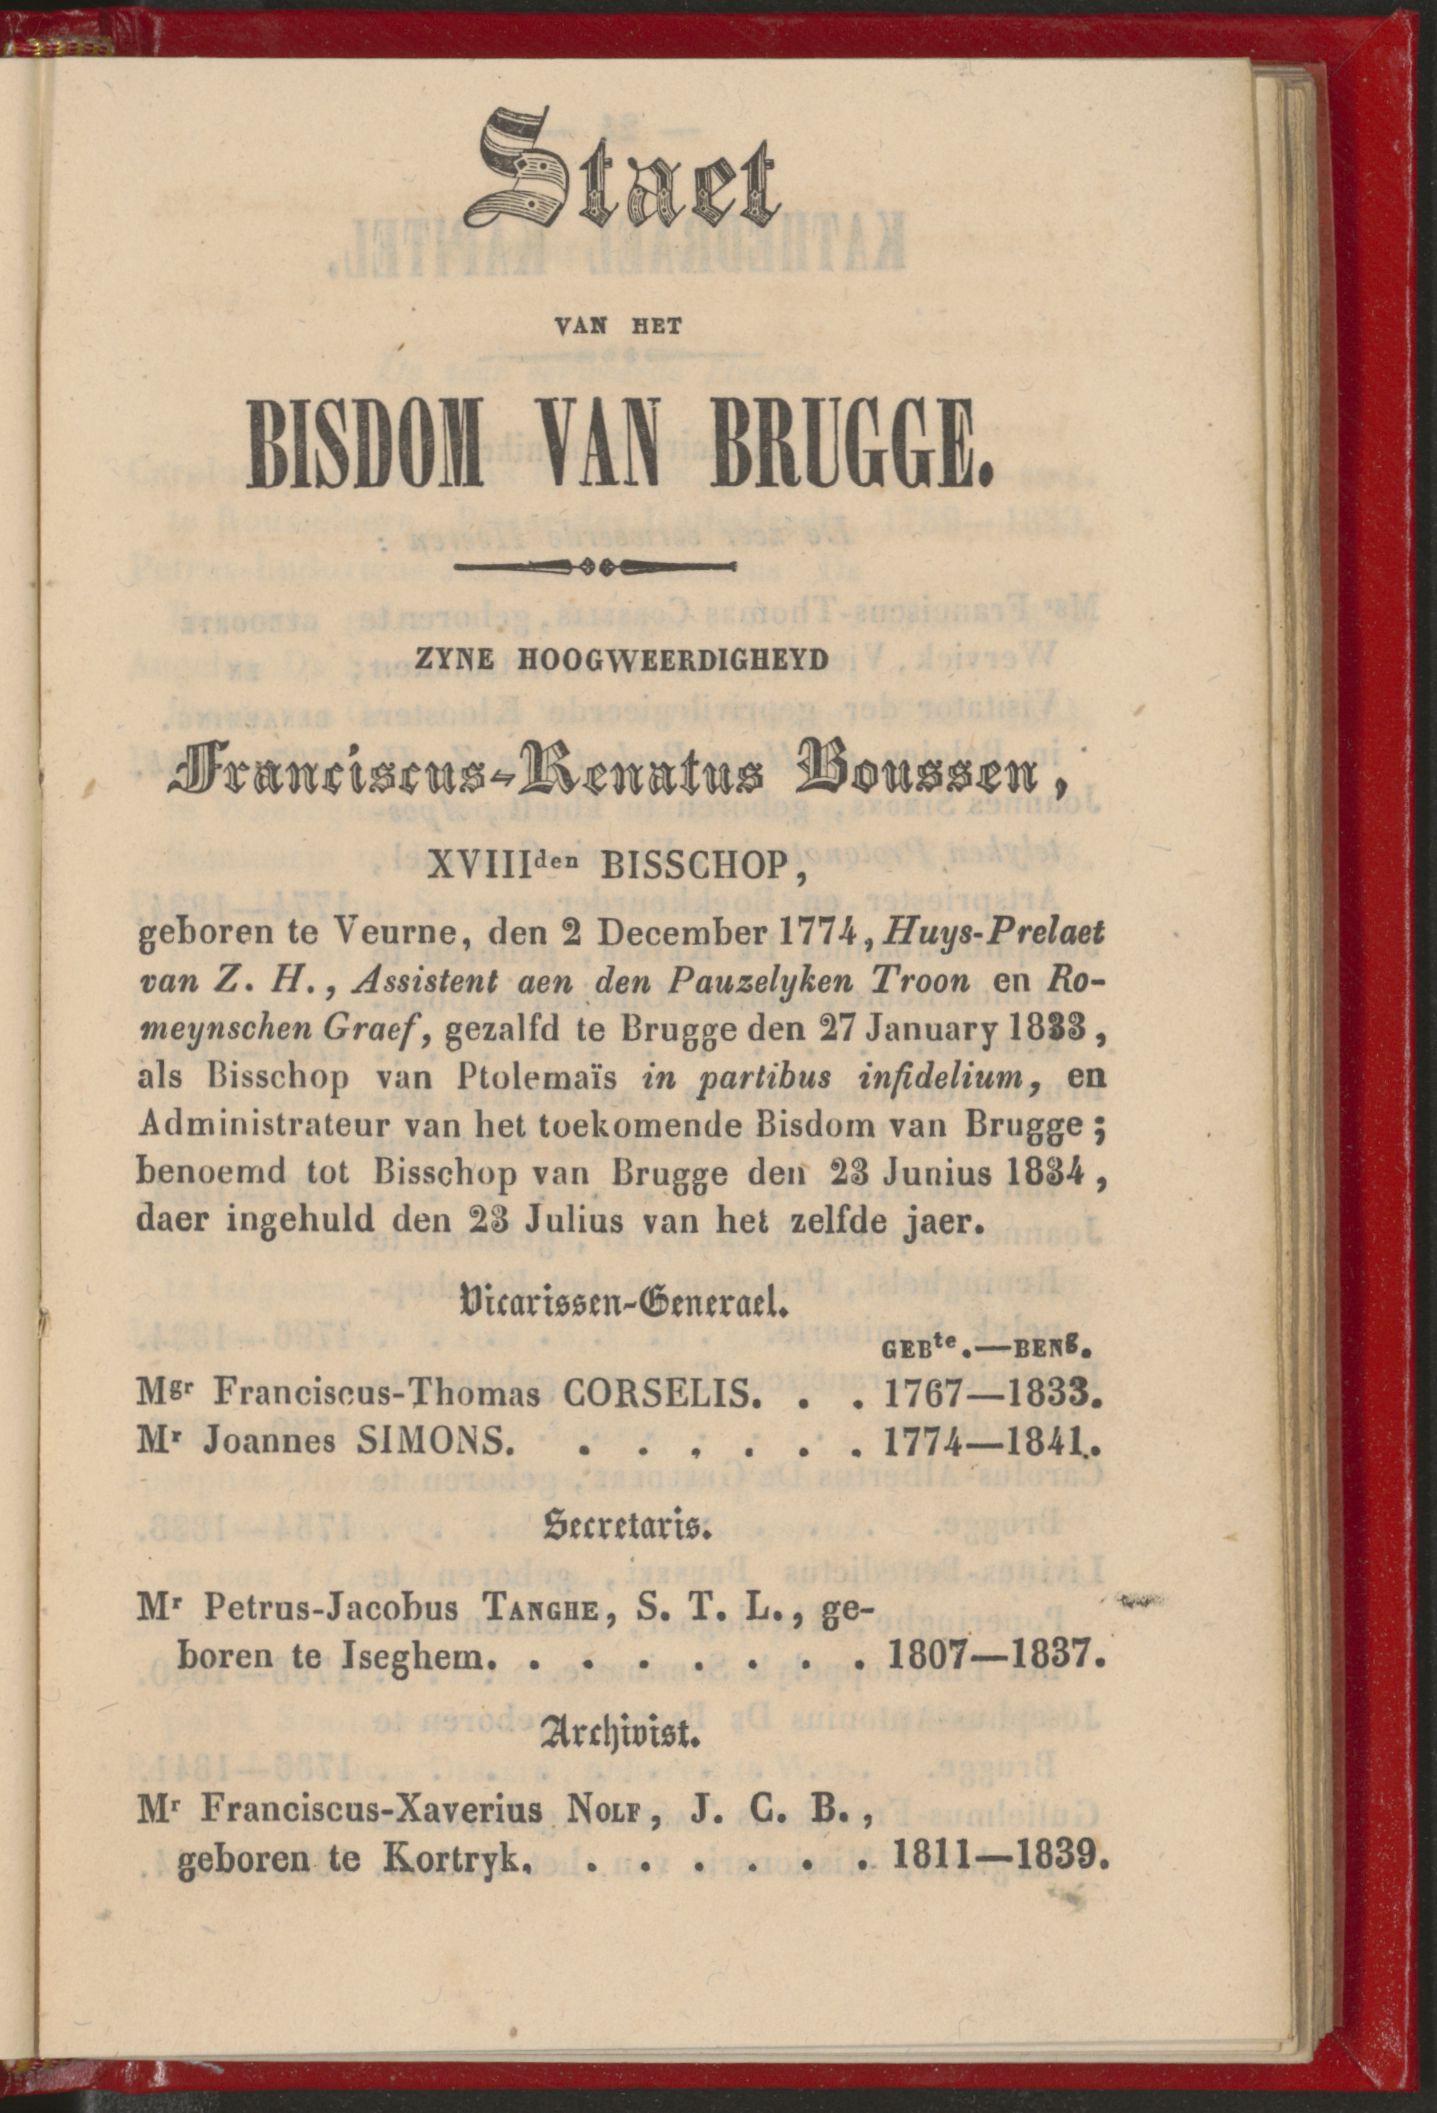 Staet
VAN HET
BISDOM VAN BRUGGE.
ZYNE HOOGWEERDIGHEYD
Franciscus-Renatus Boussen,
XVIIIden BISSCHOP,
geboren te Veurne, den 2 December 1774, Huys-Prelaet
van Z. H., Assistent aen den Pauzelyken Troon en Ro-
meynschen Graef, gezalfd te Brugge den 27 January 1833,
als Bisschop van Ptolemaïs in partibus infidelium, en
Administrateur van het toekomende Bisdom van Brugge;
benoemd tot Bisschop van Brugge den 23 Junius 1834,
daer ingehuld den 23 Julius van het zelfde jaer.
Vicarissen-Generael.
GEBte.—BENg.
Mgr Franciscus-Thomas CORSELIS. . . 1767—1833.
Mr Joannes SIMONS. . . . . . . 1774—1841.
Secretaris.
Mr Petrus-Jacobus TANGHE, S. T. L., ge-
boren te Iseghem. . . . . . . . 1807—1837.
Archivist.
Mr Franciscus-Xaverius NOLF, J. C. B.,
geboren te Kortryk. . . . . . . 1811—1839.